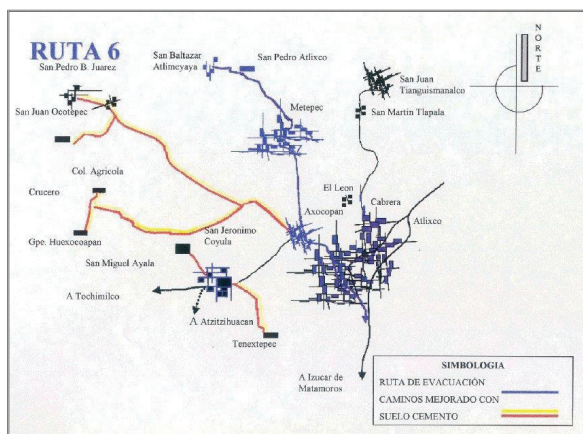 RUTA 6
San Pedro B. Juarez
San Baltazar
Atlimeyaya
San Pedro Atlixco
NORTE
San Juan
Tianguismanalco
San Juan Ocotepec
Metepec
San Martin Tlapala
Col. Agricola
Crucero
El Leon
Cabrera
Axocopan
Atlixco
Gpe. Huexocoapan
San Jeronimo
Coyula
San Miguel Ayala
A Tochimilco
A Atzitzihuacan
Tenextepec
A Izucar de
Matamoros
SIMBOLOGIA
RUTA DE EVACUACIÓN
CAMINOS MEJORADO CON
SUELO CEMENTO